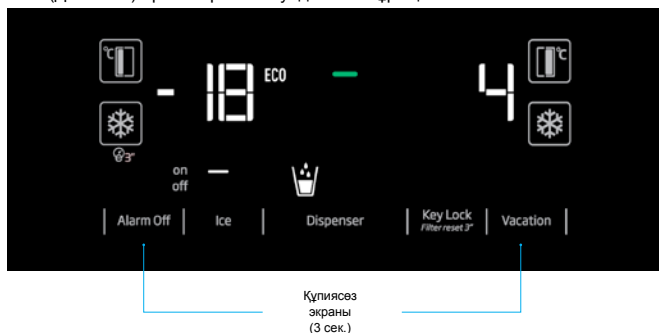 °C
- 18 ECO
4
°C
3"
on
off
Alarm Off
Ice
Dispenser
Key Lock
Filter reset 3"
Vacation
Құпиясөз
экраны
(3 сек.)